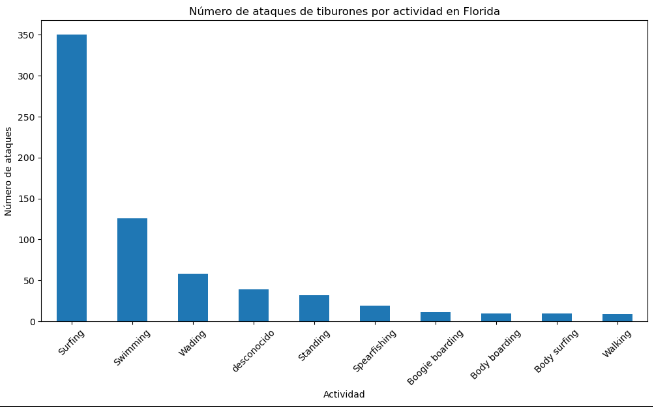 Número de ataques de tiburones por actividad en Florida
Número de ataques
350
300
250
200
150
100
50
0
Surfing
Swimming
Wading
desconocido
Standing
Spearfishing
Boogie boarding
Body boarding
Body surfing
Walking
Actividad